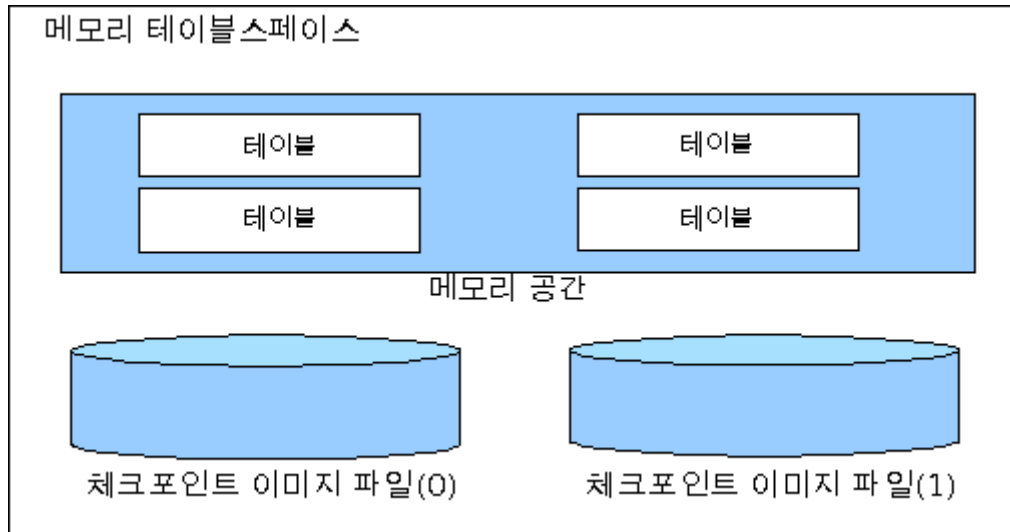 메모리 테이블스페이스
테이블 테이블
테이블 테이블
메모리 공간
체크포인트 이미지 파일(0) 체크포인트 이미지 파일(1)